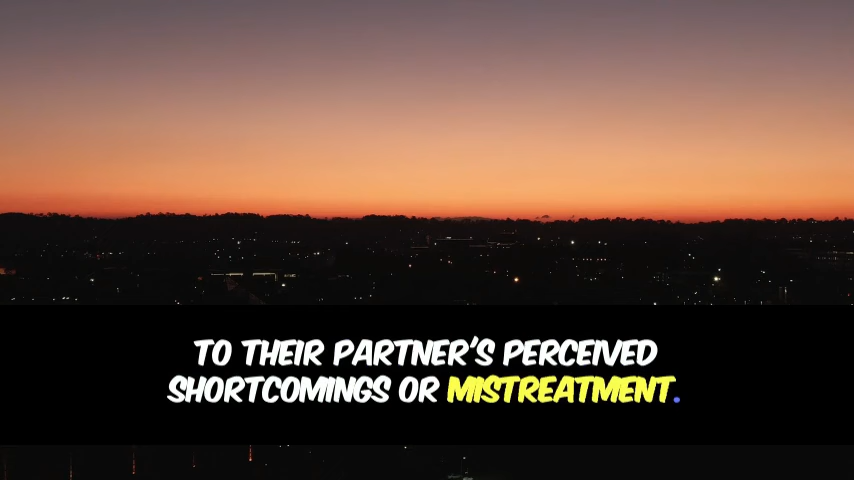 TO THEIR PARTNER'S PERCEIVED
SHORTCOMINGS OR MISTREATMENT.